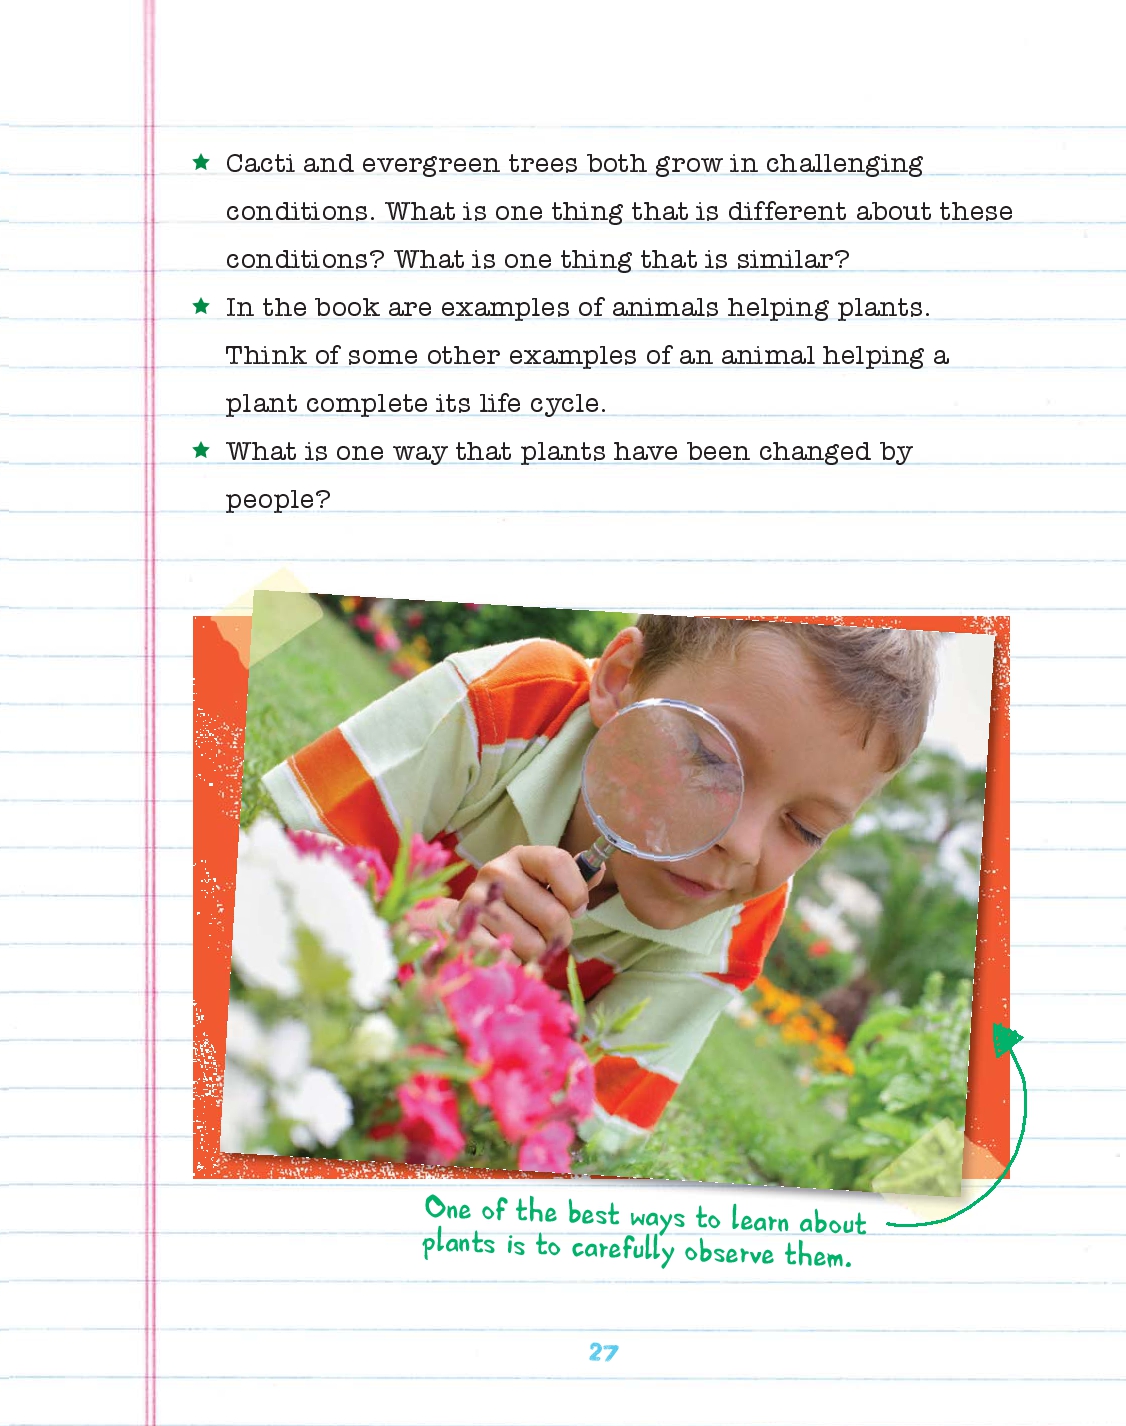 Cacti and evergreen trees both grow in challenging
conditions. What is one thing that is different about these
conditions? What is one thing that is similar?
In the book are examples of animals helping plants.
Think of some other examples of an animal helping a
plant complete its life cycle.
What is one way that plants have been changed by
people?
One of the best ways to learn about
plants is to carefully observe them.
27